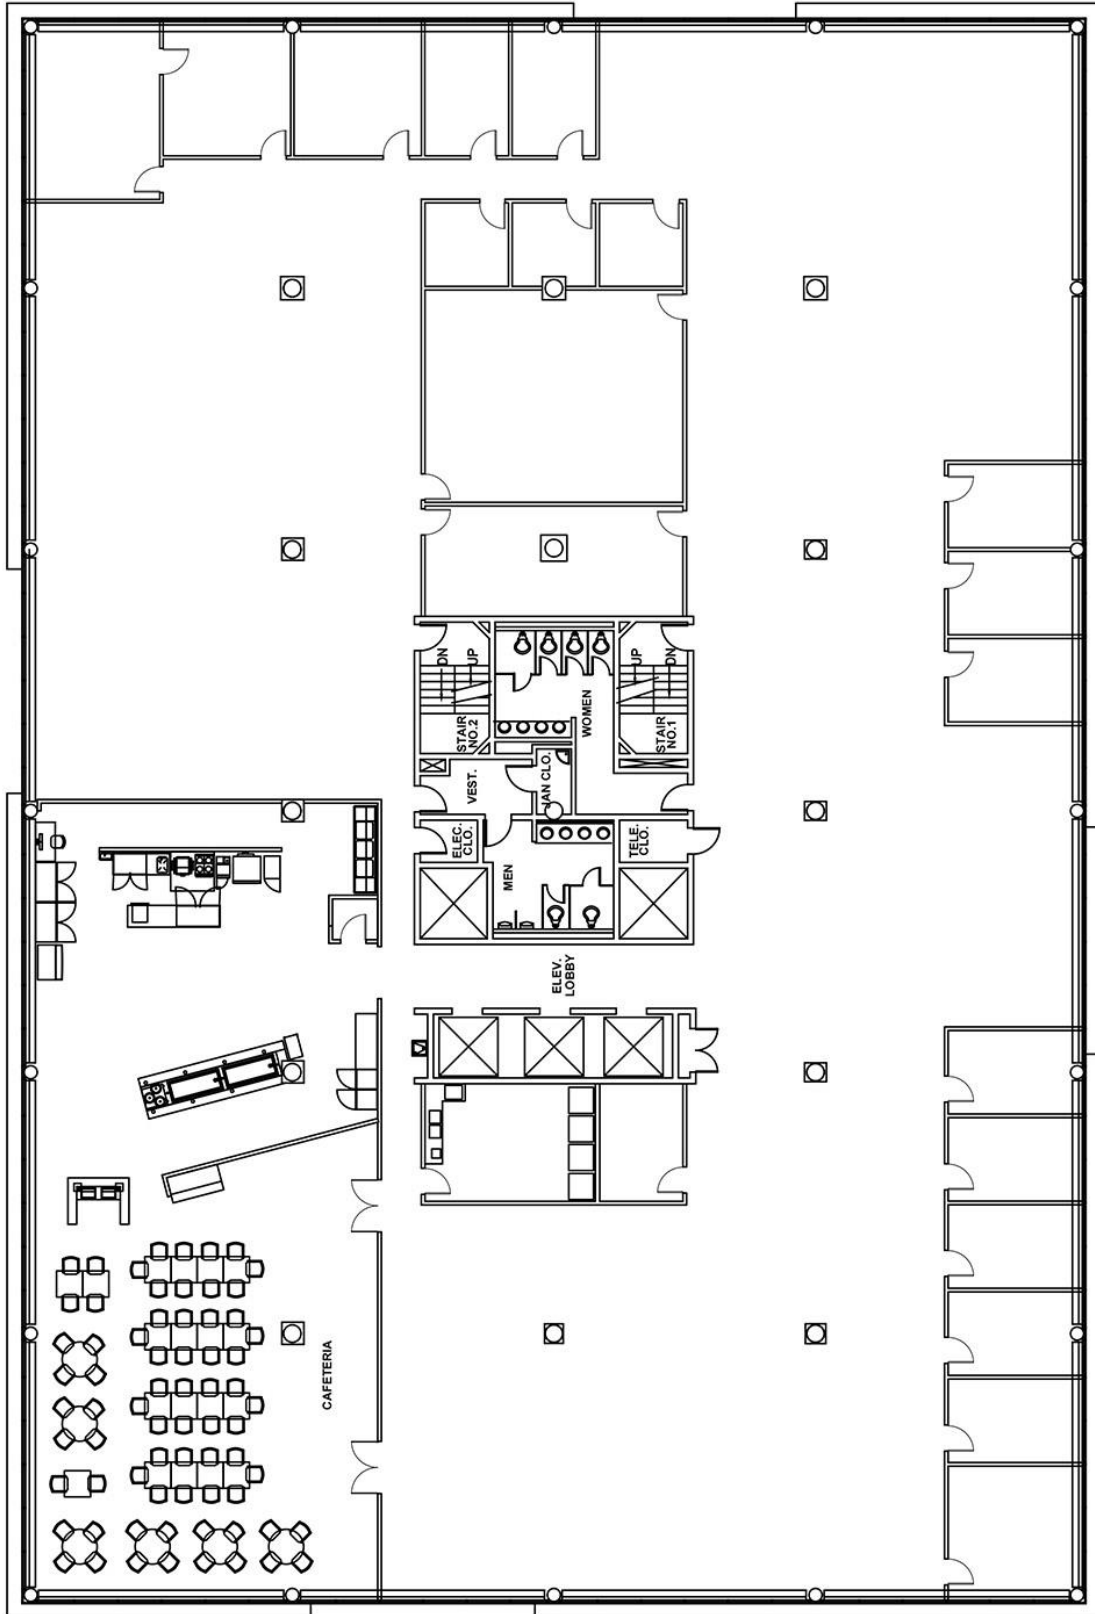 DN
UP
STAIR
NO.2
WOMEN
UP
DN
STAIR
NO.1
VEST.
JAN CLO.
ELEC.
CLO.
MEN
TELE.
CLO.
ELEV.
LOBBY
CAFETERIA